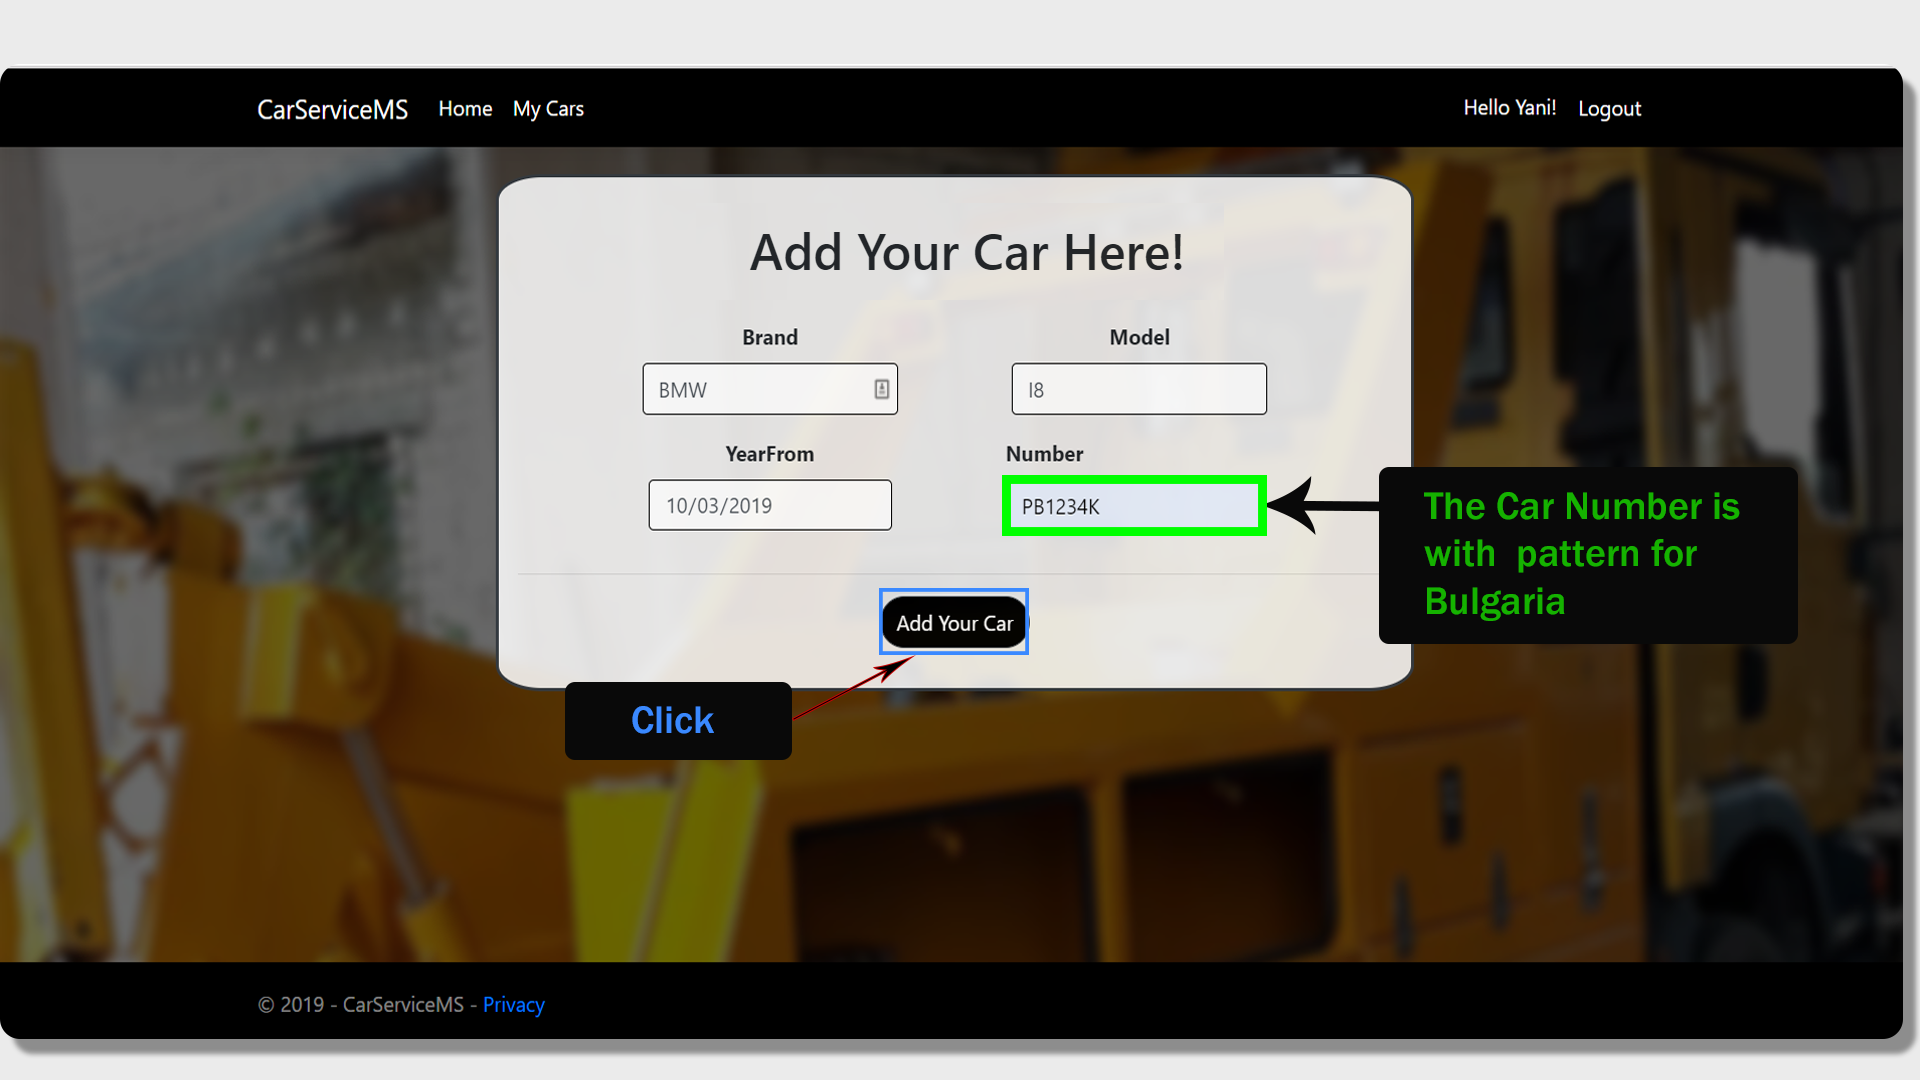 CarServiceMS Home My Cars Hello Yani! Logout
Add Your Car Here!
Brand Model
BMW I8
YearFrom Number
10/03/2019 PB1234K
The Car Number is
with pattern for
Bulgaria
Add Your Car
Click
© 2019 - CarServiceMS - Privacy